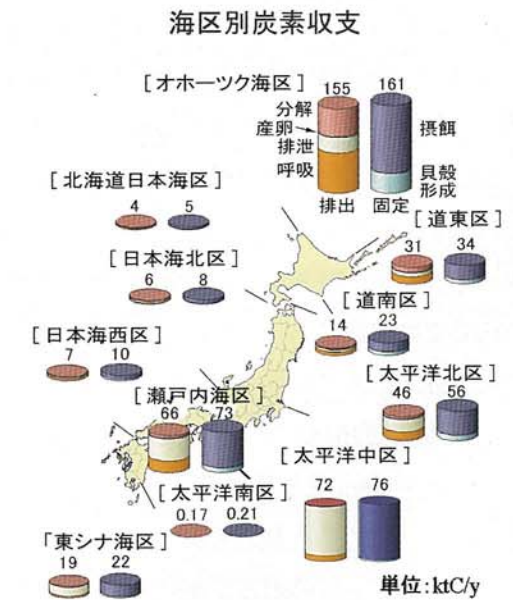 海区別炭素収支
[オホーツク海区]
155 161
分解
産卵
排泄
呼吸
摂餌
貝殻
形成
排出 固定
[北海道日本海区]
4 5
[道東区]
31 34
[日本海北区]
6 8
[道南区]
14 23
[日本海西区]
7 10
[太平洋北区]
46 56
[瀬戸内海区]
66 73
[太平洋中区]
72 76
[太平洋南区]
0.17 0.21
「東シナ海区]
19 22
単位:ktC/y